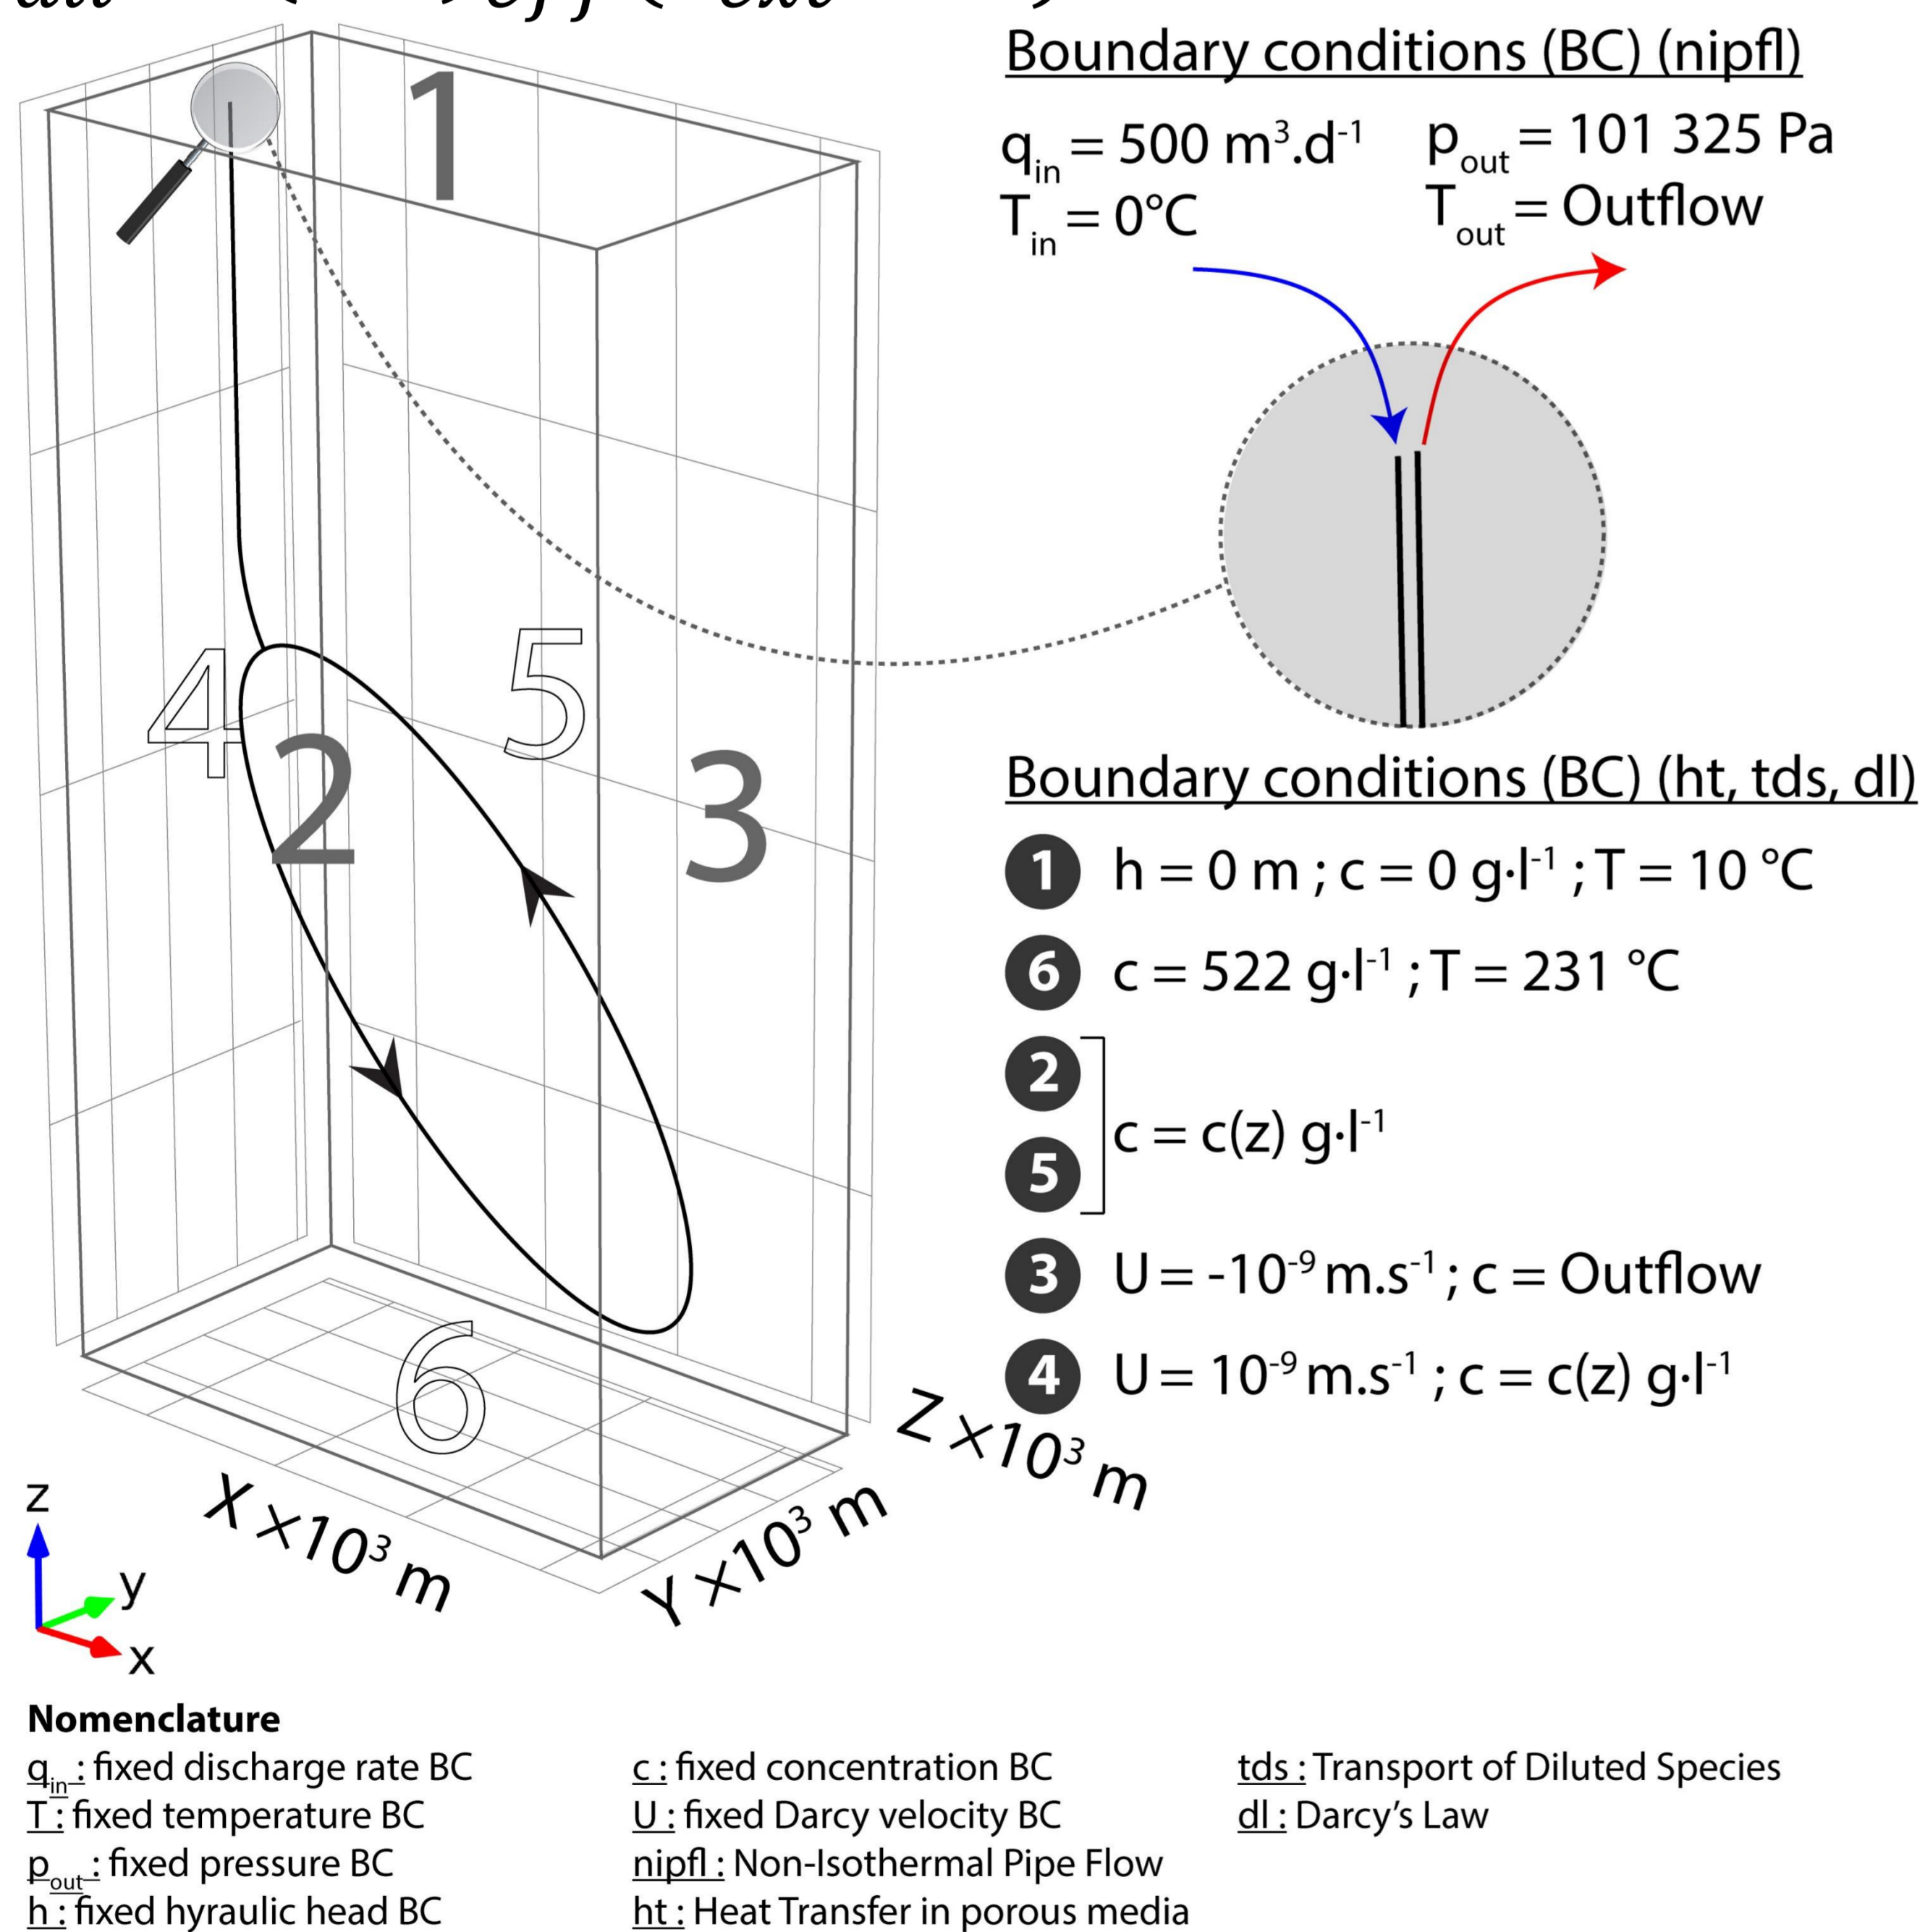 1
Boundary conditions (BC) (nipfl)
q_in = 500 m³.d⁻¹
p_out = 101 325 Pa
T_in = 0°C
T_out = Outflow
4
5
2
3
6
Boundary conditions (BC) (ht, tds, dl)
1 h = 0 m ; c = 0 g·l⁻¹ ; T = 10 °C
6 c = 522 g·l⁻¹ ; T = 231 °C
2
5
c = c(z) g·l⁻¹
3 U = -10⁻⁹ m.s⁻¹ ; c = Outflow
4 U = 10⁻⁹ m.s⁻¹ ; c = c(z) g·l⁻¹
Z ×10³ m
X ×10³ m
Y ×10³ m
z
y
x
Nomenclature
q_in : fixed discharge rate BC
T : fixed temperature BC
p_out : fixed pressure BC
h : fixed hyraulic head BC
c : fixed concentration BC
U : fixed Darcy velocity BC
nipfl : Non-Isothermal Pipe Flow
ht : Heat Transfer in porous media
tds : Transport of Diluted Species
dl : Darcy’s Law